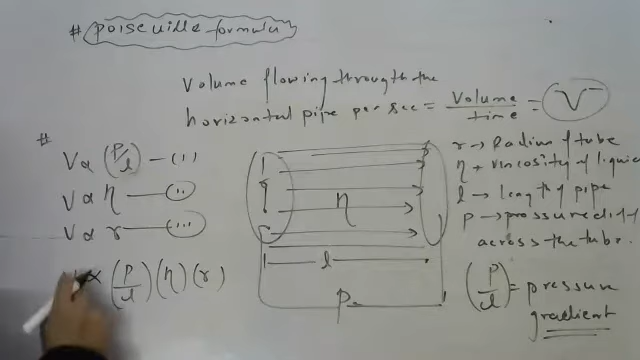 # poiseuille formula
Volume flowing through the
horizontal pipe per sec = Volume/time = V
#
V ∝ (P/l) — (i)
V ∝ η — (ii)
V ∝ r — (iii)
∝ (P/l) (η) (r)
η
l
P
r → Radius of tube
η → viscosity of liquid
l → length of pipe
P → pressure diff
across the tube.
(P/l) = pressure
gradient